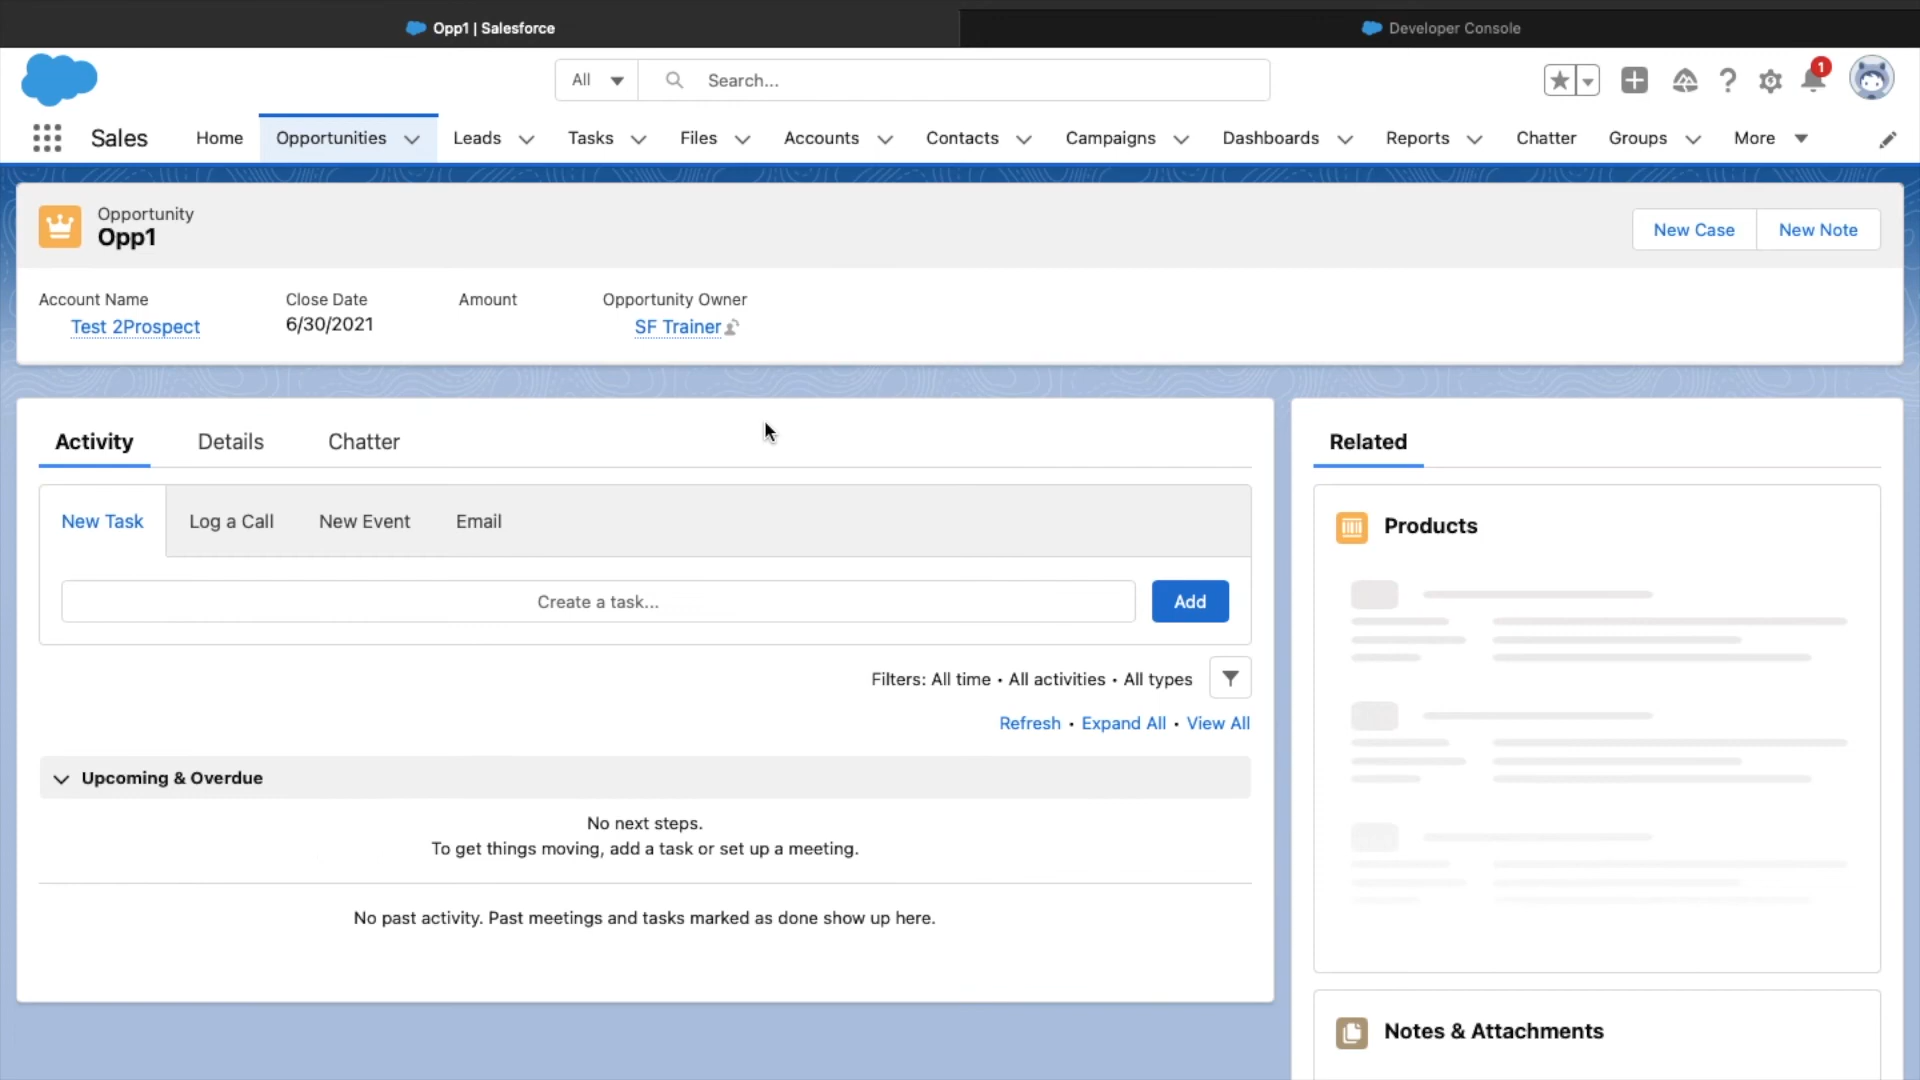 Opp1 | Salesforce
Developer Console
All
Search...
1
Sales
Home
Opportunities
Leads
Tasks
Files
Accounts
Contacts
Campaigns
Dashboards
Reports
Chatter
Groups
More
Opportunity
Opp1
New Case
New Note
Account Name
Close Date
Amount
Opportunity Owner
Test 2Prospect
6/30/2021
SF Trainer
Activity
Details
Chatter
Related
New Task
Log a Call
New Event
Email
Products
Create a task...
Add
Filters: All time • All activities • All types
Refresh • Expand All • View All
Upcoming & Overdue
No next steps.
To get things moving, add a task or set up a meeting.
No past activity. Past meetings and tasks marked as done show up here.
Notes & Attachments